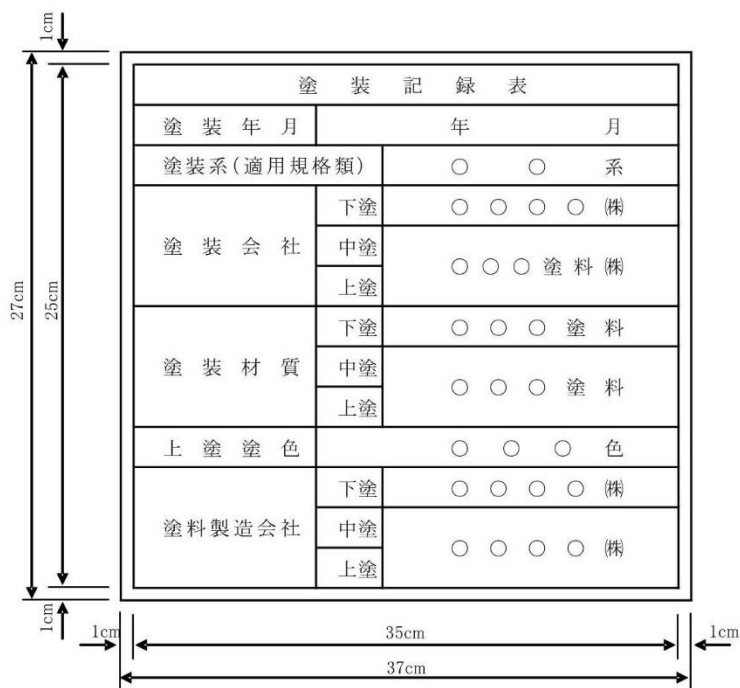 1cm
27cm
25cm
塗装記録表
塗装年月 年 月
塗装系(適用規格類) ○ ○ 系
塗装会社 下塗 ○ ○ ○ ○ ㈱
中塗 ○ ○ ○ 塗 料 ㈱
上塗
塗装材質 下塗 ○ ○ ○ 塗 料
中塗 ○ ○ ○ 塗 料
上塗
上塗塗色 ○ ○ ○ 色
塗料製造会社 下塗 ○ ○ ○ ○ ㈱
中塗 ○ ○ ○ ○ ㈱
上塗
1cm
1cm 35cm 1cm
37cm